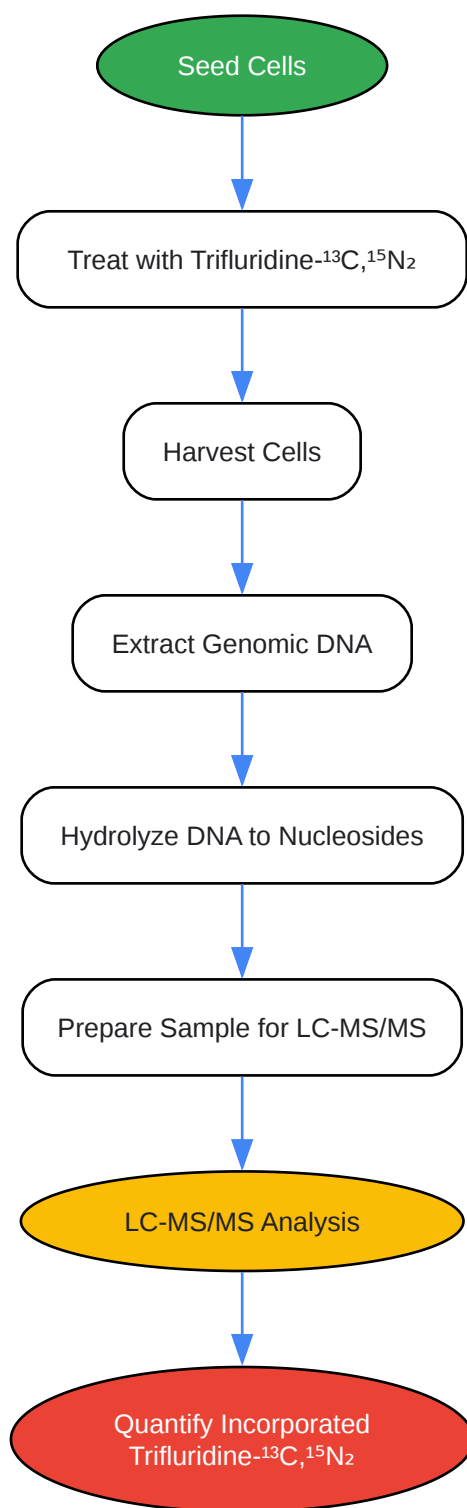 Seed Cells
Treat with Trifluridine-¹³C,¹⁵N₂
Harvest Cells
Extract Genomic DNA
Hydrolyze DNA to Nucleosides
Prepare Sample for LC-MS/MS
LC-MS/MS Analysis
Quantify Incorporated
Trifluridine-¹³C,¹⁵N₂